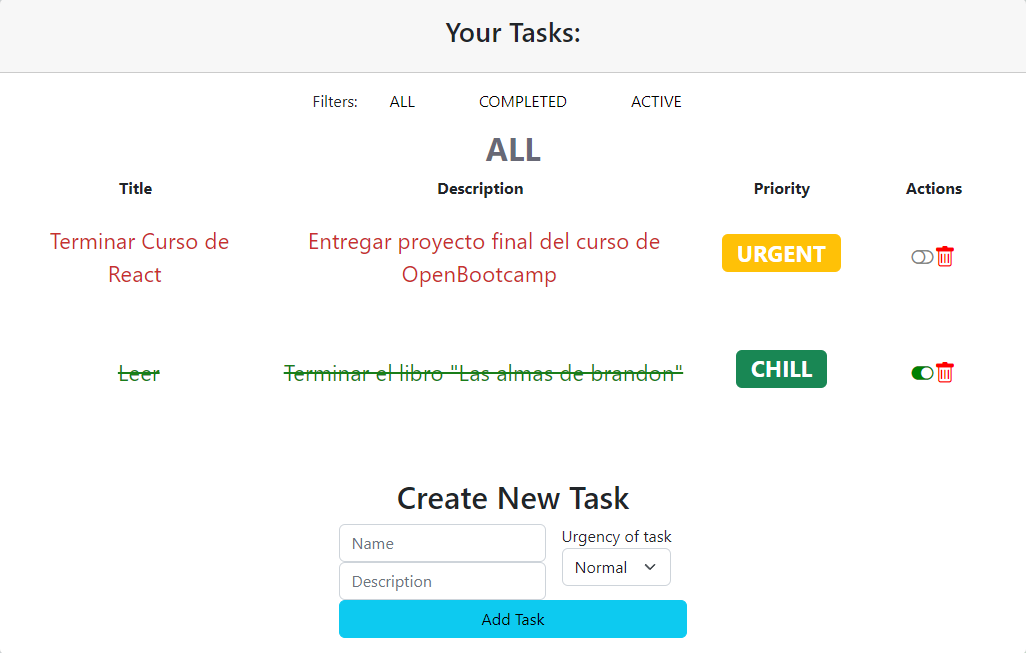 Your Tasks:
Filters: ALL COMPLETED ACTIVE
ALL
Title Description Priority Actions
Terminar Curso de React
Entregar proyecto final del curso de OpenBootcamp
URGENT
Leer
Terminar el libro "Las almas de brandon"
CHILL
Create New Task
Name
Description
Urgency of task
Normal
Add Task